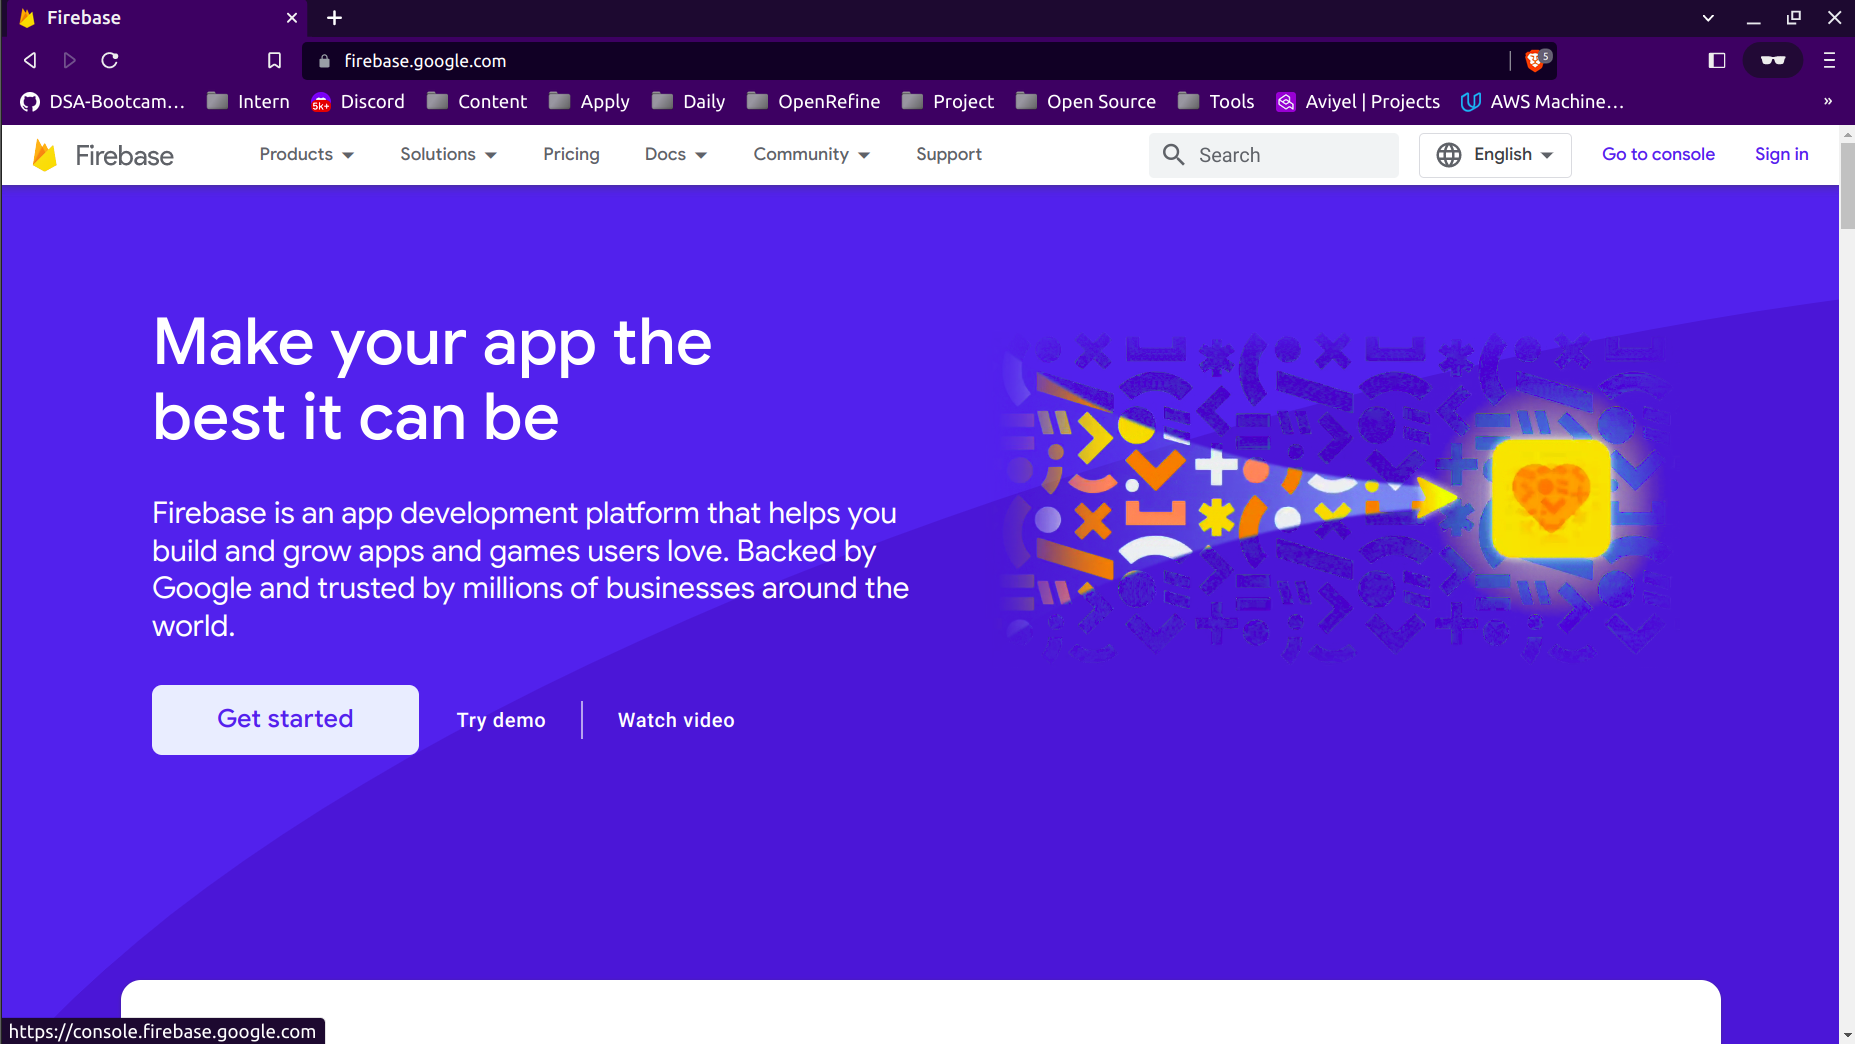 Firebase
firebase.google.com
5
DSA-Bootcam…
Intern
5K+
Discord
Content
Apply
Daily
OpenRefine
Project
Open Source
Tools
Aviyel | Projects
AWS Machine…
»
Firebase
Products
Solutions
Pricing
Docs
Community
Support
Search
English
Go to console
Sign in
Make your app the
best it can be
Firebase is an app development platform that helps you
build and grow apps and games users love. Backed by
Google and trusted by millions of businesses around the
world.
Get started
Try demo
Watch video
https://console.firebase.google.com